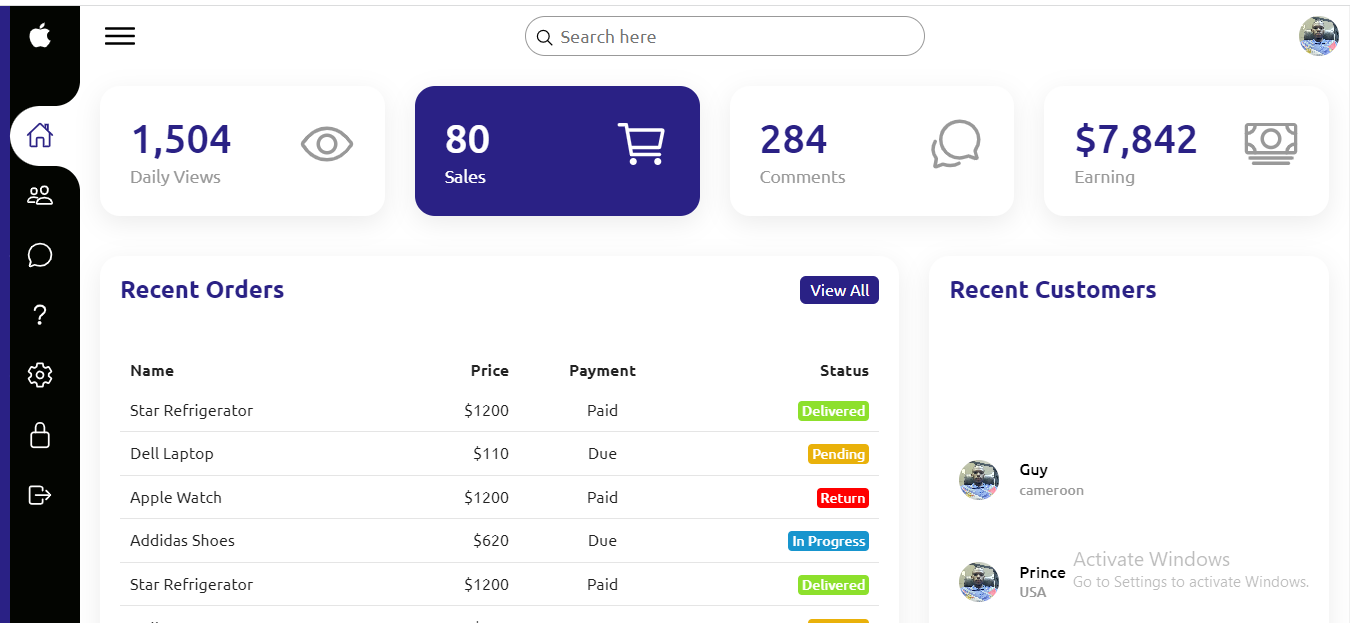 Search here
1,504
Daily Views
80
Sales
284
Comments
$7,842
Earning
Recent Orders
View All
Name Price Payment Status
Star Refrigerator $1200 Paid Delivered
Dell Laptop $110 Due Pending
Apple Watch $1200 Paid Return
Addidas Shoes $620 Due In Progress
Star Refrigerator $1200 Paid Delivered
Recent Customers
Guy
cameroon
Prince
USA
Activate Windows
Go to Settings to activate Windows.